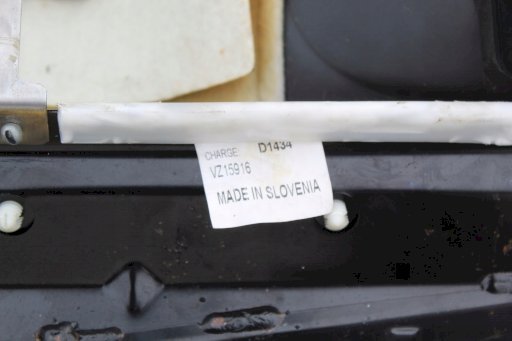 CHARGE: D1434
VZ15916
MADE IN SLOVENIA